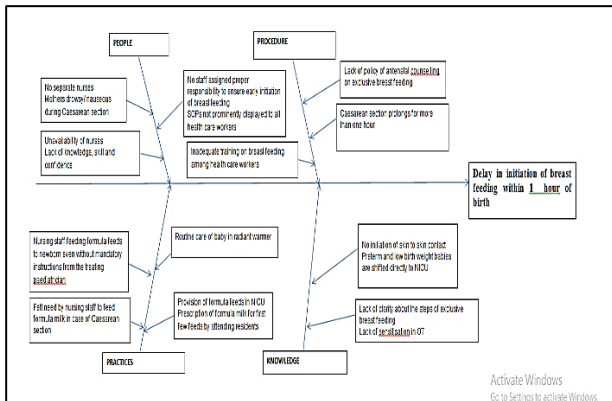 PEOPLE
PROCEDURE
No separate nurses
Mothers drowsy/nauseous
during Caesarean section
No staff assigned proper
responsibility to ensure early initiation
of breast feeding
SOPs not prominently displayed to all
health care workers
Lack of policy of antenatal counselling
on exclusive breast feeding
Caesarean section prolongs for more
than one hour
Unavailability of nurses
Lack of knowledge, skill and
confidence
Inadequate training on breast feeding
among health care workers
Delay in initiation of breast
feeding within 1 hour of
birth
Nursing staff feeding formula feeds
to newborn even without mandatory
instructions from the treating
paediatrician
Routine care of baby in radiant warmer
No initiation of skin to skin contact
Preterm and low birth weight babies
are shifted directly to NICU
Felt need by nursing staff to feed
formula milk in case of Caesarean
section
Provision of formula feeds in NICU
Prescription of formula milk for first
few feeds by attending residents
Lack of clarity about the steps of exclusive
breast feeding
Lack of sensitisation in OT
PRACTICES
KNOWLEDGE
Activate Windows
Go to Settings to activate Windows.